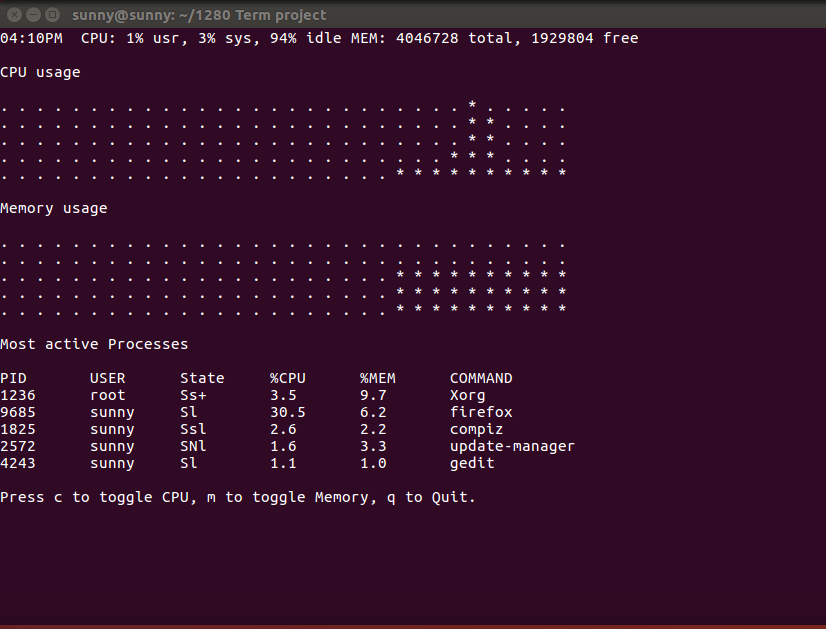 sunny@sunny: ~/1280 Term project
04:10PM  CPU: 1% usr, 3% sys, 94% idle MEM: 4046728 total, 1929804 free
CPU usage
. . . . . . . . . . . . . . . . . . . . . . . . . . * . . . . .
. . . . . . . . . . . . . . . . . . . . . . . . . . * * . . . .
. . . . . . . . . . . . . . . . . . . . . . . . . . * * . . . .
. . . . . . . . . . . . . . . . . . . . . . . . . * * * . . . .
. . . . . . . . . . . . . . . . . . . . . . * * * * * * * * * *
Memory usage
. . . . . . . . . . . . . . . . . . . . . . . . . . . . . . . .
. . . . . . . . . . . . . . . . . . . . . . . . . . . . . . . .
. . . . . . . . . . . . . . . . . . . . . . * * * * * * * * * *
. . . . . . . . . . . . . . . . . . . . . . * * * * * * * * * *
. . . . . . . . . . . . . . . . . . . . . . * * * * * * * * * *
Most active Processes
PID       USER      State     %CPU      %MEM      COMMAND
1236      root      Ss+       3.5       9.7       Xorg
9685      sunny     Sl        30.5      6.2       firefox
1825      sunny     Ssl       2.6       2.2       compiz
2572      sunny     SNl       1.6       3.3       update-manager
4243      sunny     Sl        1.1       1.0       gedit
Press c to toggle CPU, m to toggle Memory, q to Quit.